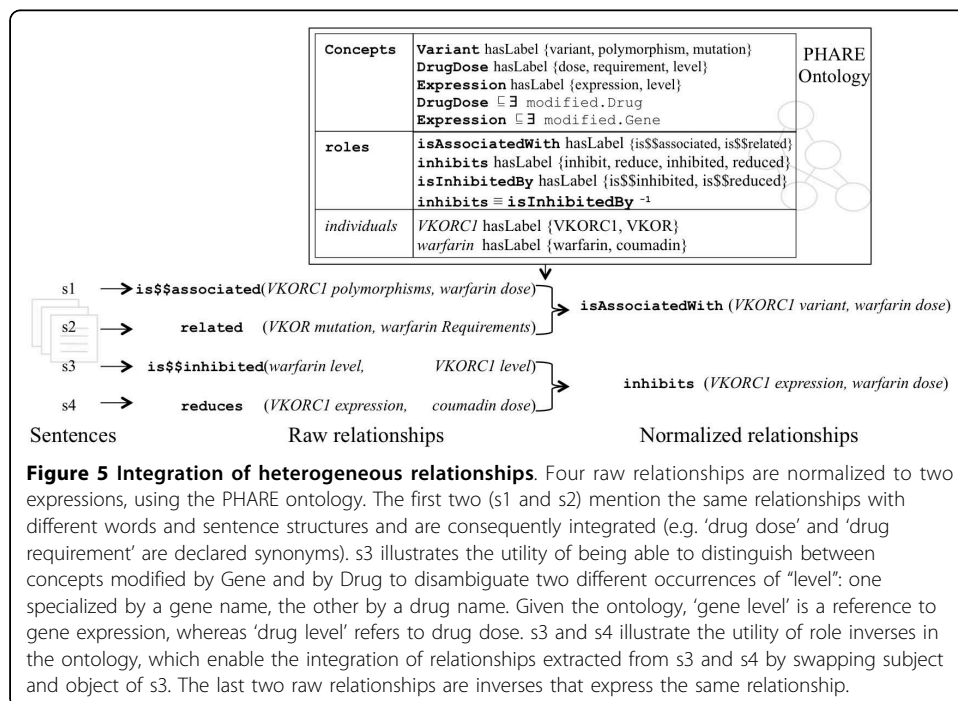 Concepts
Variant hasLabel {variant, polymorphism, mutation}
DrugDose hasLabel {dose, requirement, level}
Expression hasLabel {expression, level}
DrugDose ⊑ ∃ modified.Drug
Expression ⊑ ∃ modified.Gene
PHARE
Ontology
roles
isAssociatedWith hasLabel {is$$associated, is$$related}
inhibits hasLabel {inhibit, reduce, inhibited, reduced}
isInhibitedBy hasLabel {is$$inhibited, is$$reduced}
inhibits ≡ isInhibitedBy ⁻¹
individuals
VKORC1 hasLabel {VKORC1, VKOR}
warfarin hasLabel {warfarin, coumadin}
s1 is$$associated(VKORC1 polymorphisms, warfarin dose)
isAssociatedWith (VKORC1 variant, warfarin dose)
s2 related (VKOR mutation, warfarin Requirements)
s3 is$$inhibited(warfarin level, VKORC1 level)
inhibits (VKORC1 expression, warfarin dose)
s4 reduces (VKORC1 expression, coumadin dose)
Sentences Raw relationships Normalized relationships
Figure 5 Integration of heterogeneous relationships. Four raw relationships are normalized to two
expressions, using the PHARE ontology. The first two (s1 and s2) mention the same relationships with
different words and sentence structures and are consequently integrated (e.g. 'drug dose' and 'drug
requirement' are declared synonyms). s3 illustrates the utility of being able to distinguish between
concepts modified by Gene and by Drug to disambiguate two different occurrences of "level": one
specialized by a gene name, the other by a drug name. Given the ontology, 'gene level' is a reference to
gene expression, whereas 'drug level' refers to drug dose. s3 and s4 illustrate the utility of role inverses in
the ontology, which enable the integration of relationships extracted from s3 and s4 by swapping subject
and object of s3. The last two raw relationships are inverses that express the same relationship.